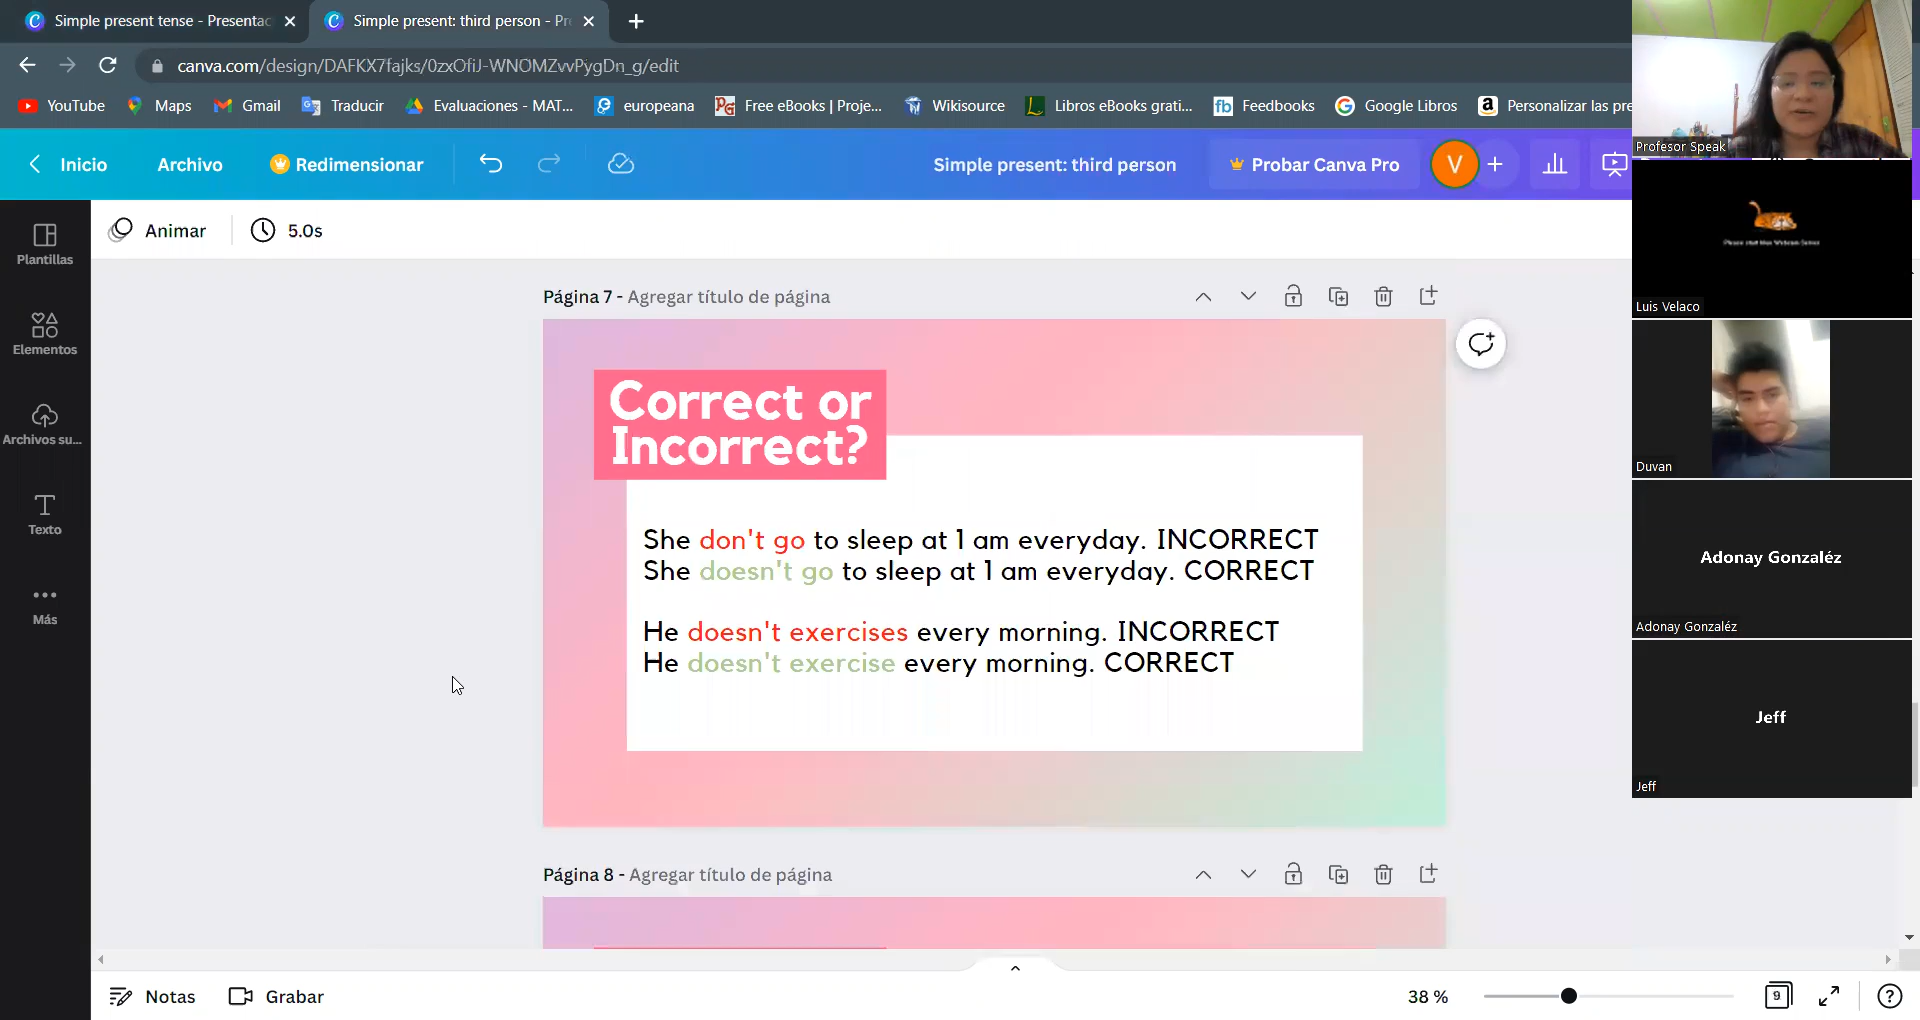 Simple present tense - Presentac
Simple present: third person - Pr
canva.com/design/DAFKX7fajks/0zxOfiJ-WNOMZvvPygDn_g/edit
YouTube
Maps
Gmail
Traducir
Evaluaciones - MAT...
europeana
Free eBooks | Proje...
Wikisource
Libros eBooks grati...
Feedbooks
Google Libros
Personalizar las pre
Inicio
Archivo
Redimensionar
Simple present: third person
Probar Canva Pro
V
Animar
5.0s
Plantillas
Elementos
Archivos su...
Texto
Más
Página 7 - Agregar título de página
Correct or
Incorrect?
She don't go to sleep at 1 am everyday. INCORRECT
She doesn't go to sleep at 1 am everyday. CORRECT
He doesn't exercises every morning. INCORRECT
He doesn't exercise every morning. CORRECT
Página 8 - Agregar título de página
Notas
Grabar
38 %
9
Profesor Speak
Luis Velaco
Duvan
Adonay Gonzaléz
Adonay Gonzaléz
Jeff
Jeff